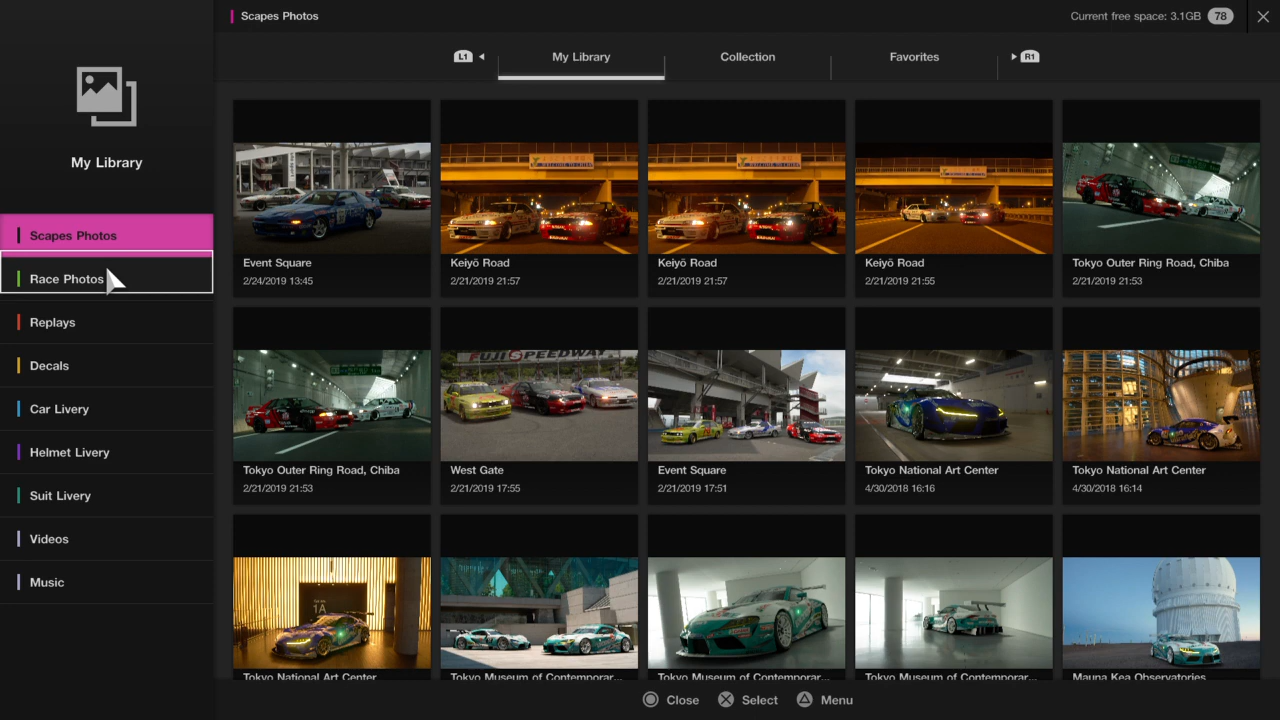 Scapes Photos
Current free space: 3.1GB 78
My Library
L1 My Library Collection Favorites R1
Scapes Photos
Race Photos
Replays
Decals
Car Livery
Helmet Livery
Suit Livery
Videos
Music
Event Square
2/24/2019 13:45
Keiyō Road
2/21/2019 21:57
Keiyō Road
2/21/2019 21:57
Keiyō Road
2/21/2019 21:55
Tokyo Outer Ring Road, Chiba
2/21/2019 21:53
FUJI SPEEDWAY
Tokyo Outer Ring Road, Chiba
2/21/2019 21:53
West Gate
2/21/2019 17:55
Event Square
2/21/2019 17:51
Tokyo National Art Center
4/30/2018 16:16
Tokyo National Art Center
4/30/2018 16:14
1A
Tokyo National Art Center
Tokyo Museum of Contemporar...
Tokyo Museum of Contemporar...
Tokyo Museum of Contemporar...
Mauna Kea Observatories
Close Select Menu